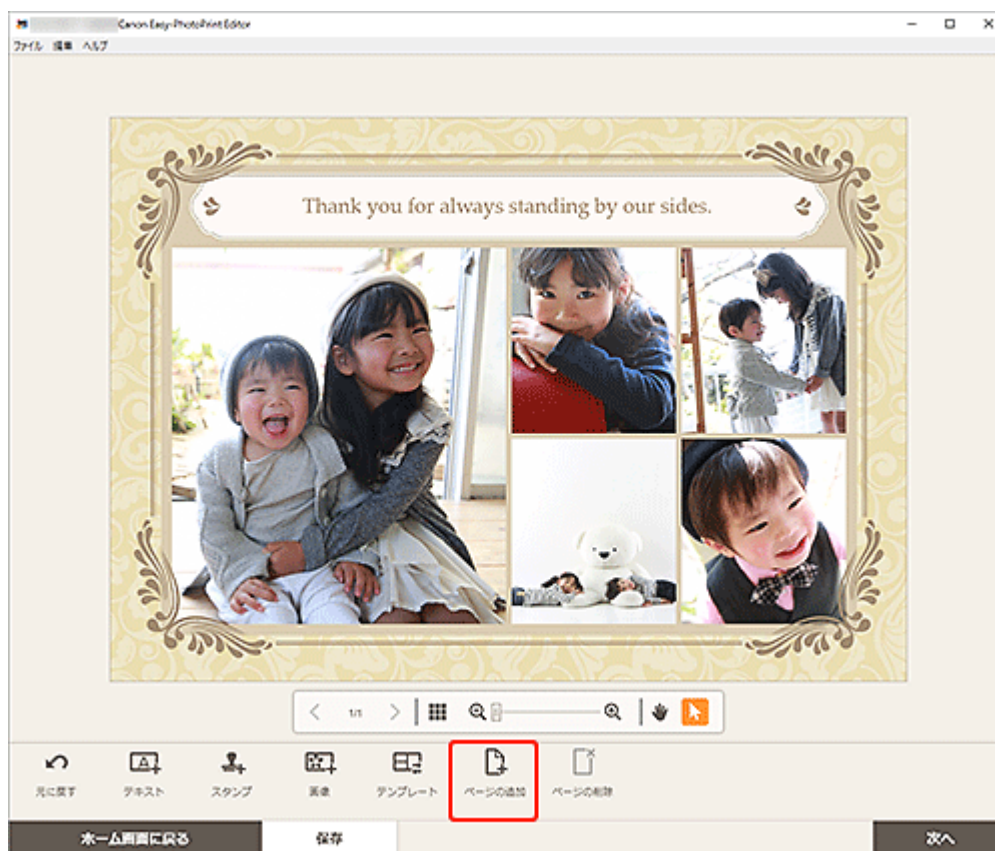 Canon Easy-PhotoPrint Editor
ファイル 編集 ヘルプ
Thank you for always standing by our sides.
1/1
元に戻す テキスト スタンプ 画像 テンプレート ページの追加 ページの削除
ホーム画面に戻る 保存 次へ